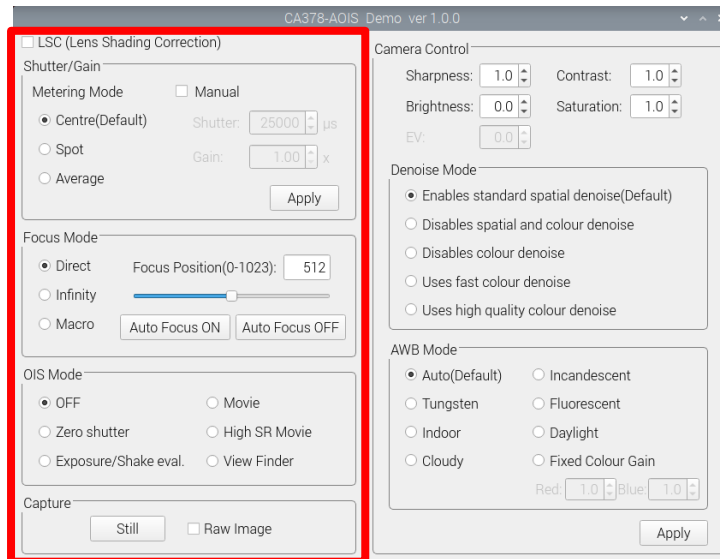 CA378-AOIS Demo ver 1.0.0
LSC (Lens Shading Correction)
Shutter/Gain
Metering Mode
Manual
Centre(Default)
Shutter: 25000 µs
Spot
Gain: 1.00 x
Average
Apply
Focus Mode
Direct
Focus Position(0-1023): 512
Infinity
Macro
Auto Focus ON
Auto Focus OFF
OIS Mode
OFF
Movie
Zero shutter
High SR Movie
Exposure/Shake eval.
View Finder
Capture
Still
Raw Image
Camera Control
Sharpness: 1.0
Contrast: 1.0
Brightness: 0.0
Saturation: 1.0
EV: 0.0
Denoise Mode
Enables standard spatial denoise(Default)
Disables spatial and colour denoise
Disables colour denoise
Uses fast colour denoise
Uses high quality colour denoise
AWB Mode
Auto(Default)
Incandescent
Tungsten
Fluorescent
Indoor
Daylight
Cloudy
Fixed Colour Gain
Red: 1.0 Blue: 1.0
Apply